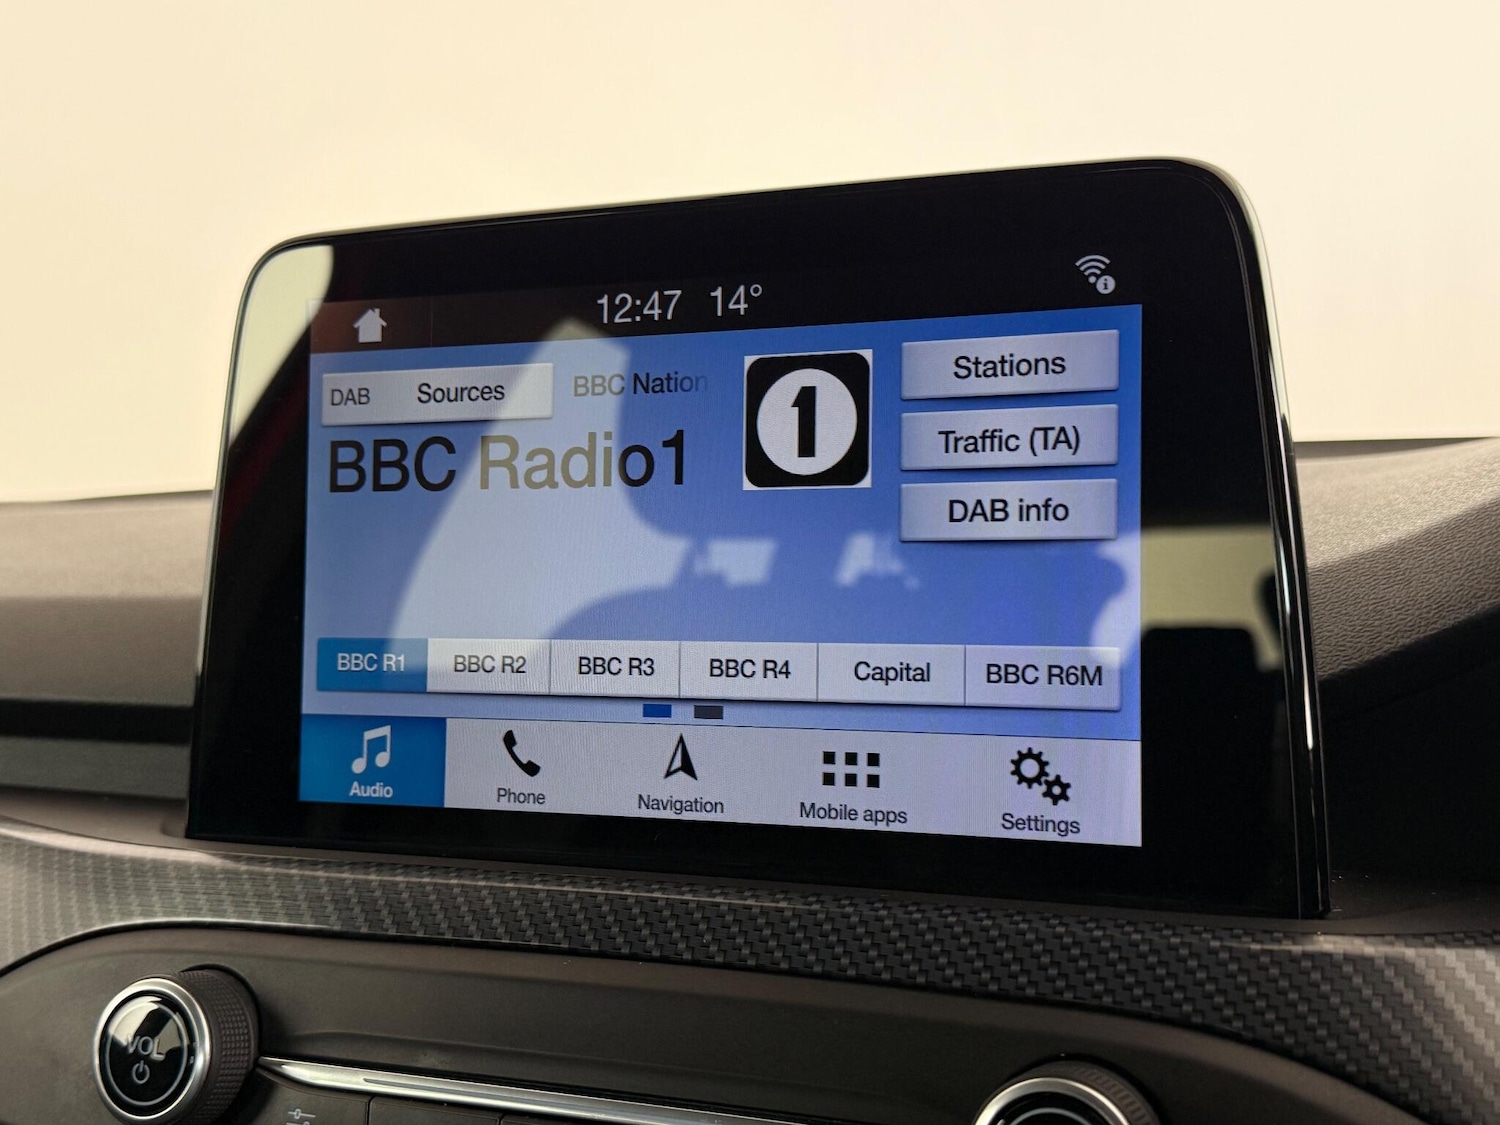 12:47 14°
DAB Sources BBC Nation
1
Stations
BBC Radio1
Traffic (TA)
DAB info
BBC R1 BBC R2 BBC R3 BBC R4 Capital BBC R6M
Audio Phone Navigation Mobile apps Settings
VOL